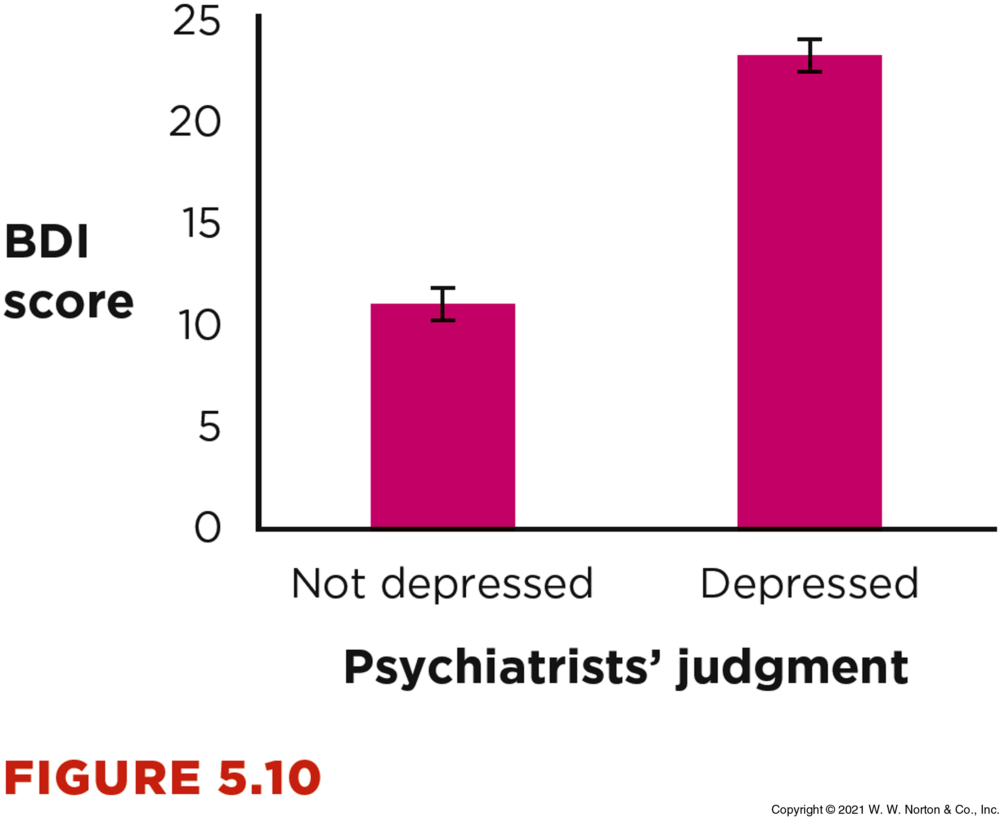 25
20
15
10
5
0
BDI
score
Not depressed
Depressed
Psychiatrists’ judgment
FIGURE 5.10
Copyright © 2021 W. W. Norton & Co., Inc.